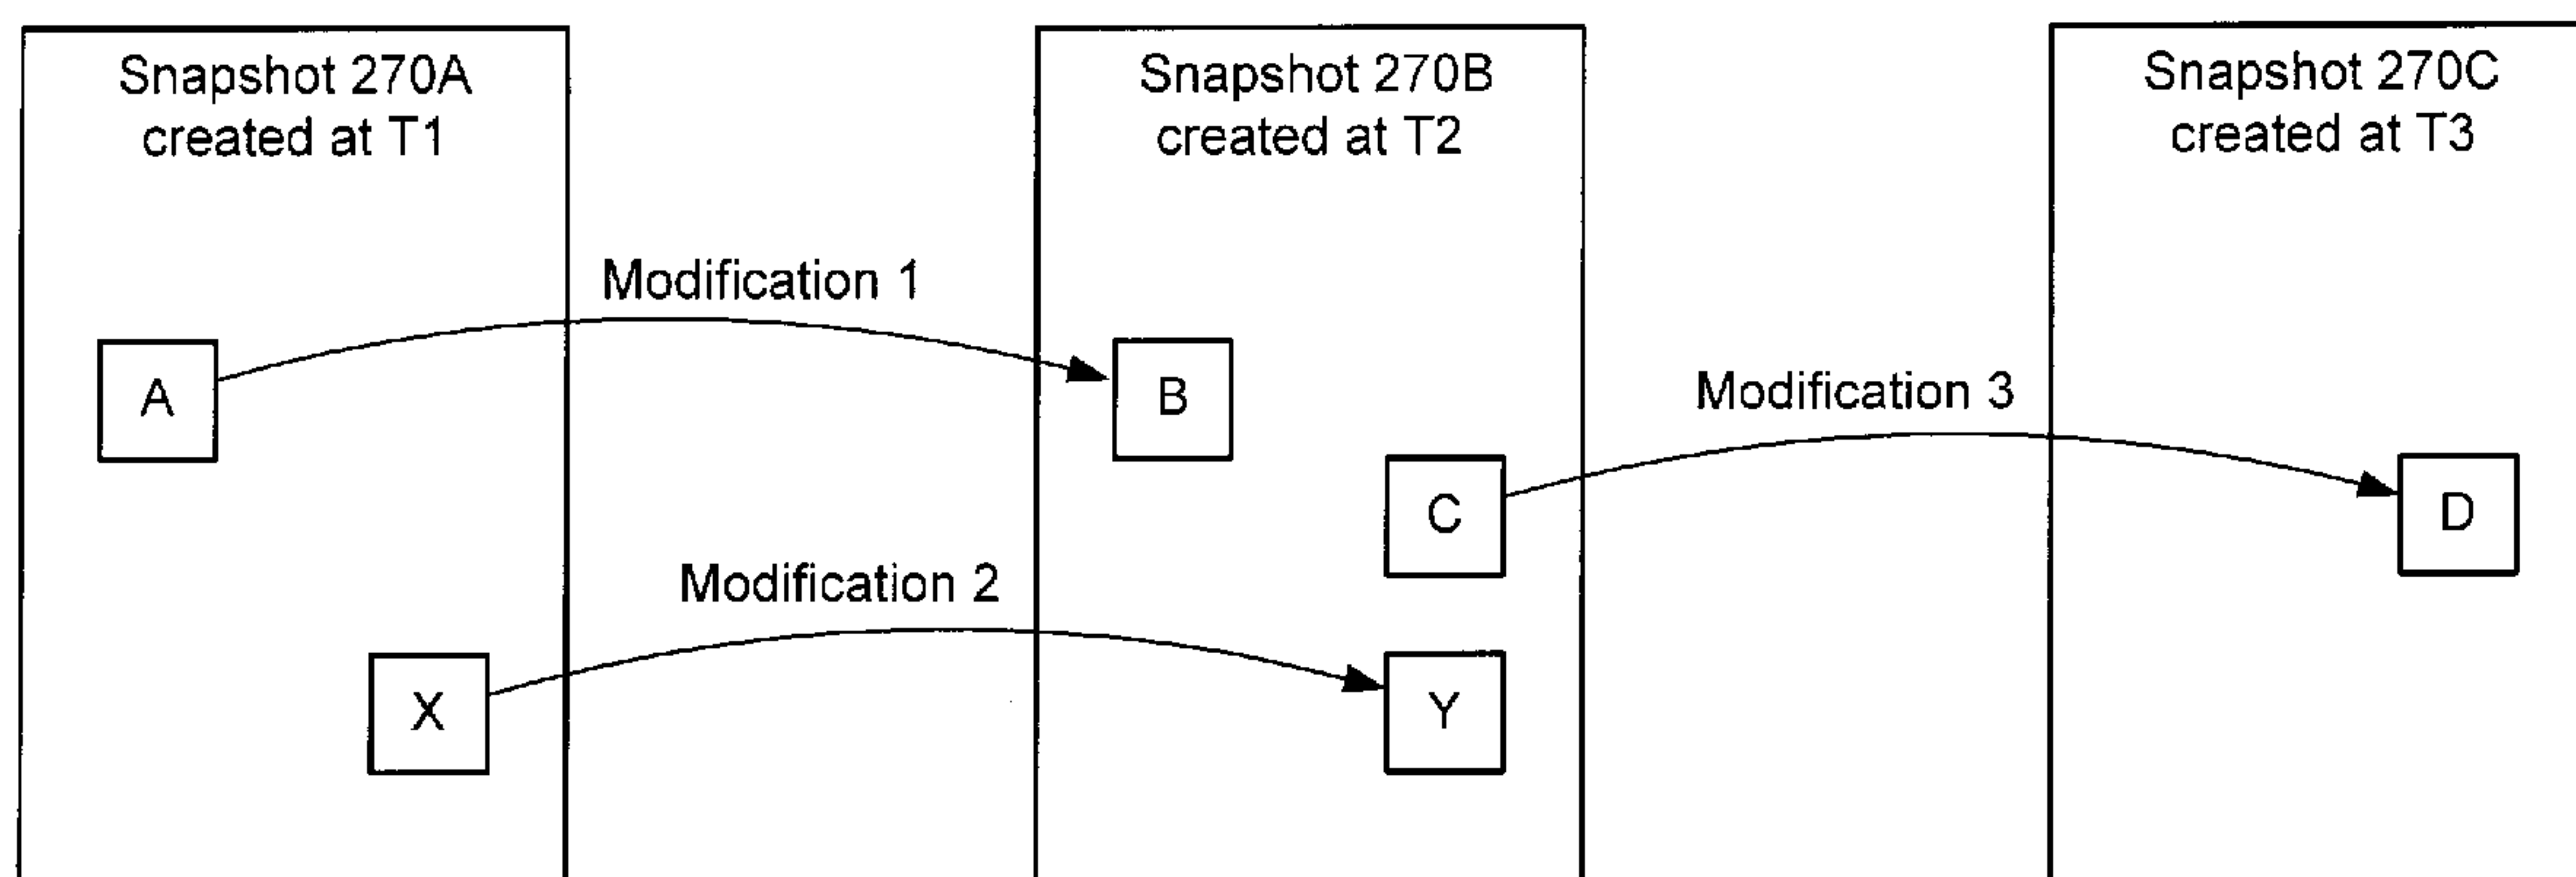 Snapshot 270A
created at T1
Snapshot 270B
created at T2
Snapshot 270C
created at T3
Modification 1
A
B
Modification 3
C
D
Modification 2
X
Y